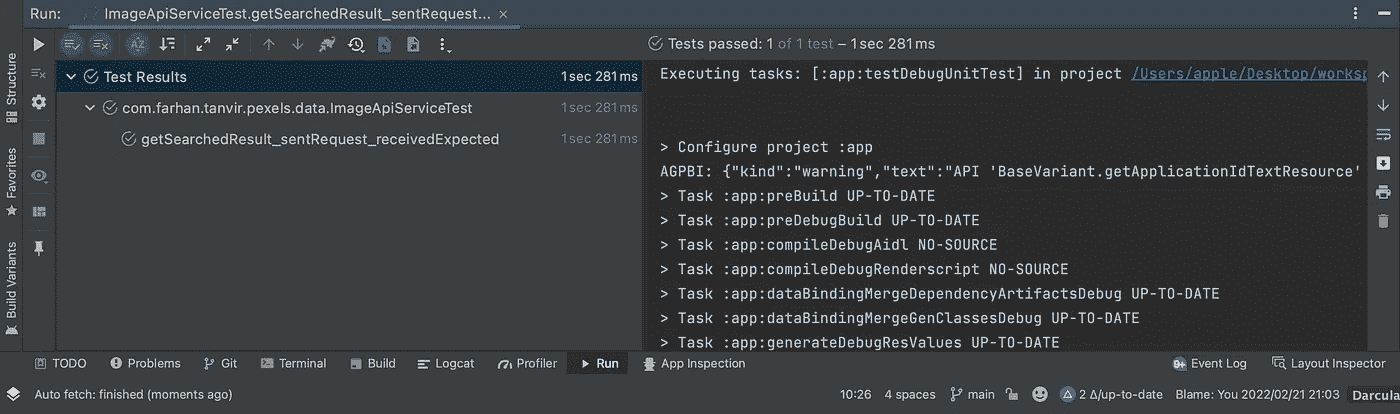 Run: ImageApiServiceTest.getSearchedResult_sentRequest...
Tests passed: 1 of 1 test – 1 sec 281 ms
Test Results 1 sec 281 ms
com.farhan.tanvir.pexels.data.ImageApiServiceTest 1 sec 281 ms
getSearchedResult_sentRequest_receivedExpected 1 sec 281 ms
Executing tasks: [:app:testDebugUnitTest] in project /Users/apple/Desktop/worksp
> Configure project :app
AGPBI: {"kind":"warning","text":"API 'BaseVariant.getApplicationIdTextResource'
> Task :app:preBuild UP-TO-DATE
> Task :app:preDebugBuild UP-TO-DATE
> Task :app:compileDebugAidl NO-SOURCE
> Task :app:compileDebugRenderscript NO-SOURCE
> Task :app:dataBindingMergeDependencyArtifactsDebug UP-TO-DATE
> Task :app:dataBindingMergeGenClassesDebug UP-TO-DATE
> Task :app:generateDebugResValues UP-TO-DATE
Structure
Favorites
Build Variants
TODO Problems Git Terminal Build Logcat Profiler Run App Inspection 9+ Event Log Layout Inspector
Auto fetch: finished (moments ago) 10:26 4 spaces main 2 Δ/up-to-date Blame: You 2022/02/21 21:03 Darcula